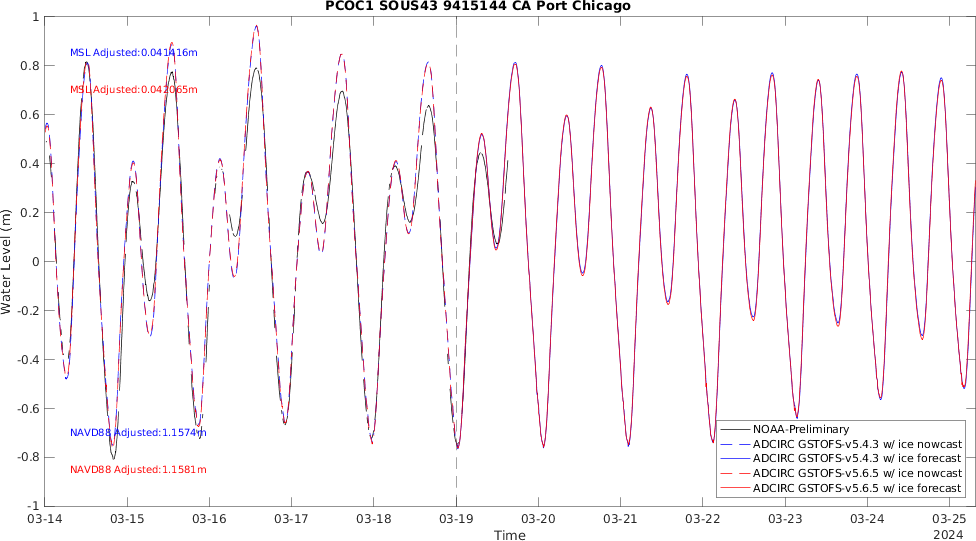 PCOC1 SOUS43 9415144 CA Port Chicago
1
0.8
0.6
0.4
0.2
0
-0.2
-0.4
-0.6
-0.8
-1
Water Level (m)
MSL Adjusted:0.041416m
MSL Adjusted:0.042065m
NAVD88 Adjusted:1.1574m
NAVD88 Adjusted:1.1581m
NOAA-Preliminary
ADCIRC GSTOFS-v5.4.3 w/ ice nowcast
ADCIRC GSTOFS-v5.4.3 w/ ice forecast
ADCIRC GSTOFS-v5.6.5 w/ ice nowcast
ADCIRC GSTOFS-v5.6.5 w/ ice forecast
03-14 03-15 03-16 03-17 03-18 03-19 03-20 03-21 03-22 03-23 03-24 03-25
Time
2024